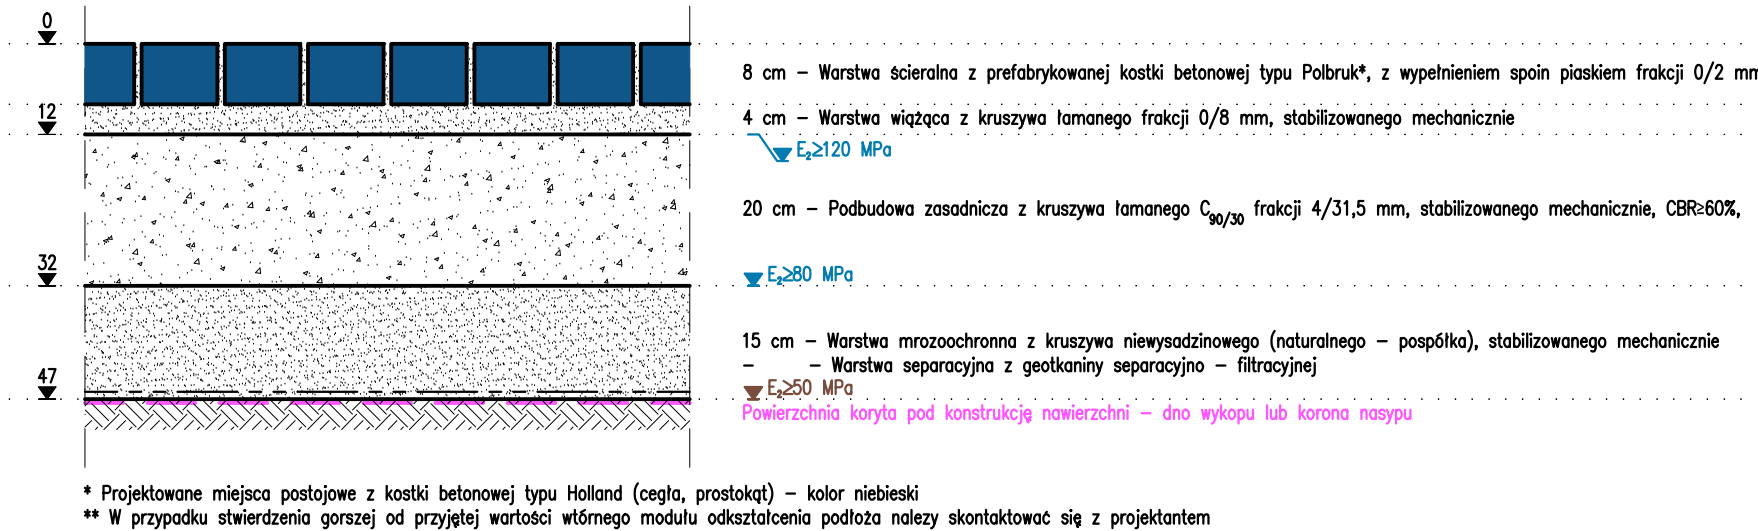 0
8 cm – Warstwa ścieralna z prefabrykowanej kostki betonowej typu Polbruk*, z wypełnieniem spoin piaskiem frakcji 0/2 mm
12
4 cm – Warstwa wiążąca z kruszywa łamanego frakcji 0/8 mm, stabilizowanego mechanicznie
E₂≥120 MPa
20 cm – Podbudowa zasadnicza z kruszywa łamanego C90/30 frakcji 4/31,5 mm, stabilizowanego mechanicznie, CBR≥60%,
32
E₂≥80 MPa
15 cm – Warstwa mrozoochronna z kruszywa niewysadzinowego (naturalnego – pospółka), stabilizowanego mechanicznie
– – Warstwa separacyjna z geotkaniny separacyjno – filtracyjnej
47
E₂≥50 MPa
Powierzchnia koryta pod konstrukcję nawierzchni – dno wykopu lub korona nasypu
* Projektowane miejsca postojowe z kostki betonowej typu Holland (cegła, prostokąt) – kolor niebieski
** W przypadku stwierdzenia gorszej od przyjętej wartości wtórnego modułu odkształcenia podłoża nalezy skontaktować się z projektantem